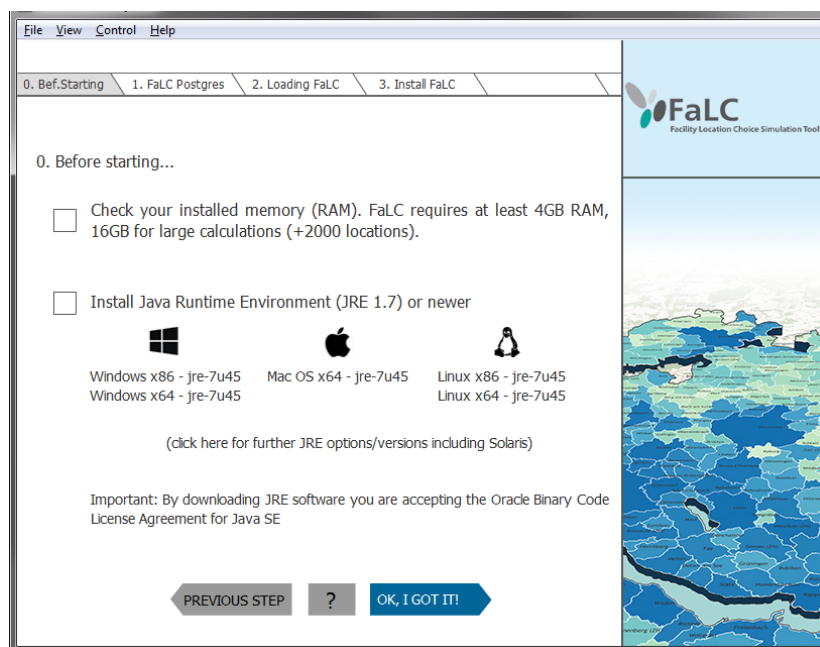 File View Control Help
0. Bef.Starting 1. FaLC Postgres 2. Loading FaLC 3. Install FaLC
FaLC
Facility Location Choice Simulation Tool
0. Before starting...
Check your installed memory (RAM). FaLC requires at least 4GB RAM,
16GB for large calculations (+2000 locations).
Install Java Runtime Environment (JRE 1.7) or newer
Windows x86 - jre-7u45 Mac OS x64 - jre-7u45 Linux x86 - jre-7u45
Windows x64 - jre-7u45 Linux x64 - jre-7u45
(click here for further JRE options/versions including Solaris)
Important: By downloading JRE software you are accepting the Oracle Binary Code
License Agreement for Java SE
PREVIOUS STEP ? OK, I GOT IT!